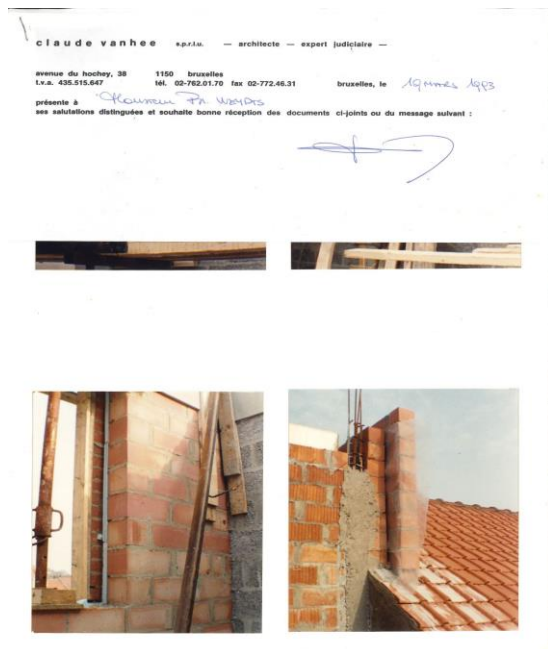 claude vanhee s.p.r.l.u. — architecte — expert judiciaire —
avenue du hochey, 38 1150 bruxelles
t.v.a. 435.515.647 tél. 02-762.01.70 fax 02-772.46.31 bruxelles, le 19 mars 1993
présente à Monsieur
ses salutations distinguées et souhaite bonne réception des documents ci-joints ou du message suivant :